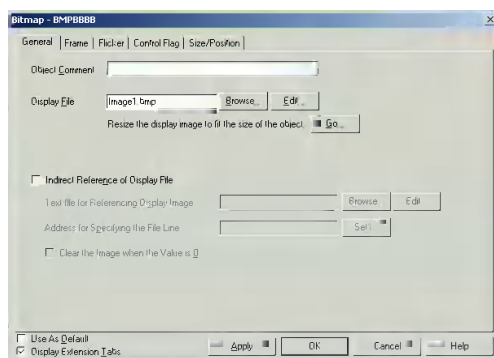 Bitmap - BMPBBBB
General Frame Flicker Control Flag Size/Position
Object Comment
Display File Image1.bmp Browse... Edit...
Resize the display image to fit the size of the object. Go...
Indirect Reference of Display File
Text file for Referencing Display Image Browse Edit
Address for Specifying the File Line Set1
Clear the Image when the Value is 0
Use As Default
Display Extension Tabs
Apply OK Cancel Help